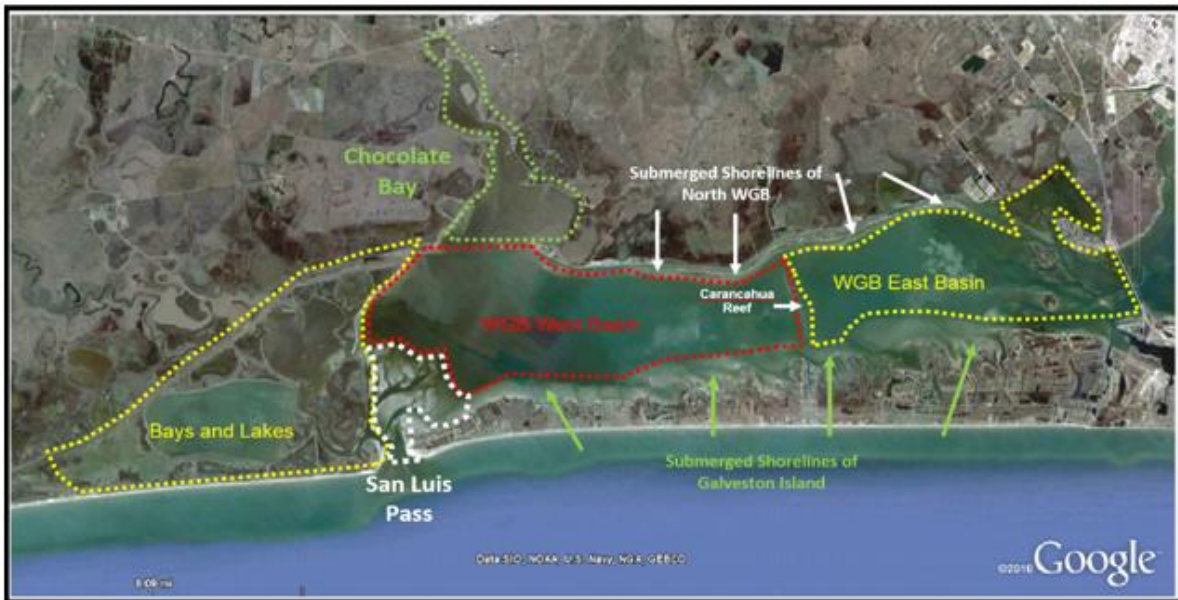 Chocolate
Bay
Submerged Shorelines of
North WGB
Carancahua
Reef
WGB East Basin
WGB West Basin
Bays and Lakes
San Luis
Pass
Submerged Shorelines of
Galveston Island
Data SIO, NOAA, U.S. Navy, NGA, GEBCO
©2010 Google